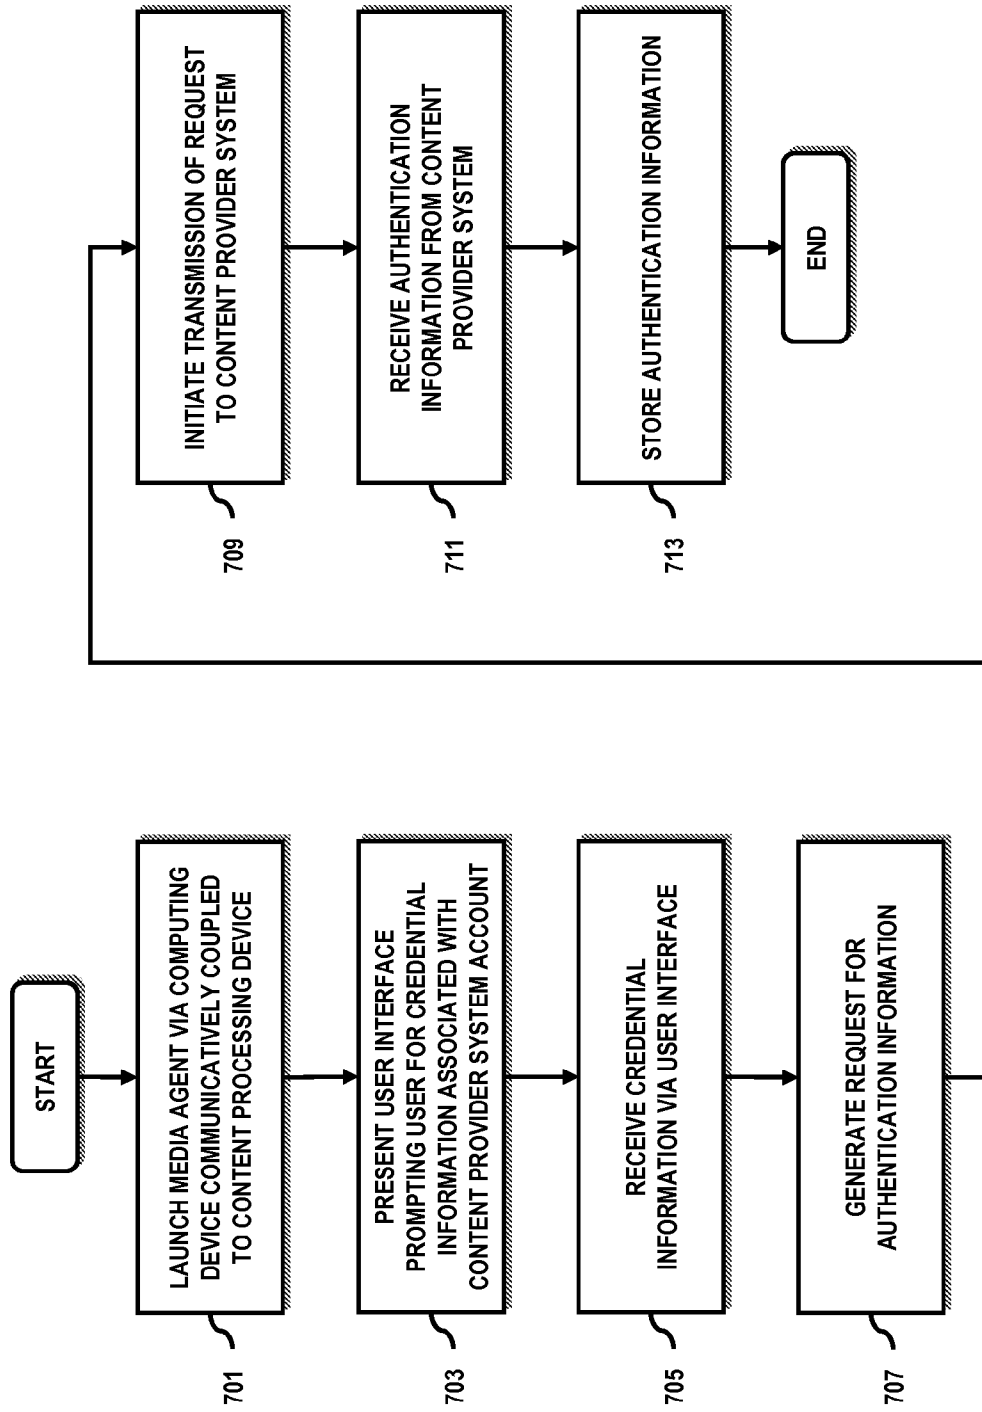 START
LAUNCH MEDIA AGENT VIA COMPUTING
DEVICE COMMUNICATIVELY COUPLED
TO CONTENT PROCESSING DEVICE
701
PRESENT USER INTERFACE
PROMPTING USER FOR CREDENTIAL
INFORMATION ASSOCIATED WITH
CONTENT PROVIDER SYSTEM ACCOUNT
703
RECEIVE CREDENTIAL
INFORMATION VIA USER INTERFACE
705
GENERATE REQUEST FOR
AUTHENTICATION INFORMATION
707
INITIATE TRANSMISSION OF REQUEST
TO CONTENT PROVIDER SYSTEM
709
RECEIVE AUTHENTICATION
INFORMATION FROM CONTENT
PROVIDER SYSTEM
711
STORE AUTHENTICATION INFORMATION
713
END